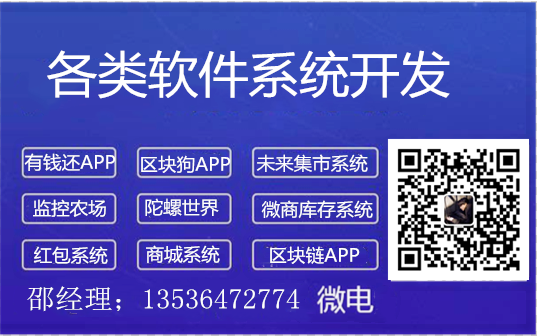 各类软件系统开发
有钱还APP 区块狗APP 未来集市系统
监控农场 陀螺世界 微商库存系统
红包系统 商城系统 区块链APP
邵经理；13536472774 微电